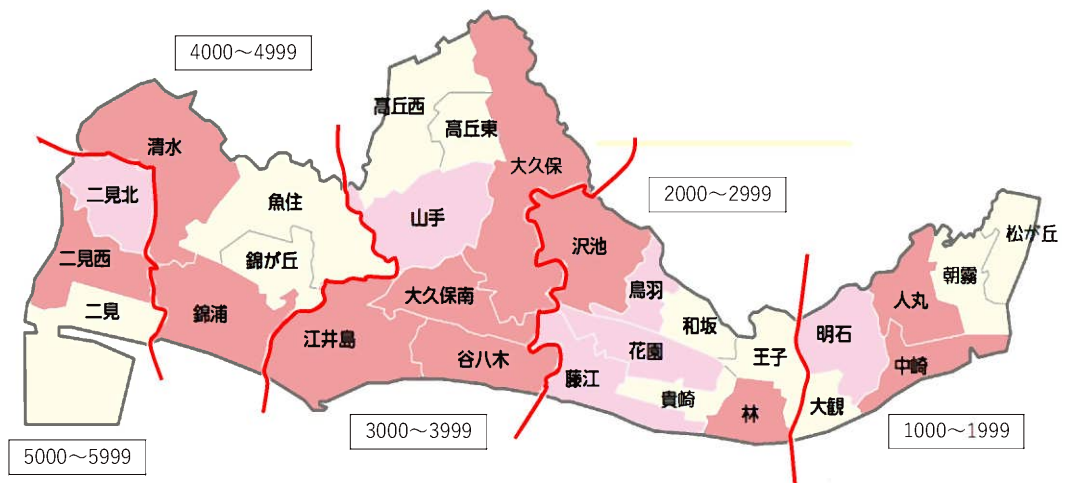 4000～4999
高丘西
高丘東
清水
大久保
二見北
魚住
山手
2000～2999
松が丘
沢池
二見西
錦が丘
朝霧
鳥羽
大久保南
人丸
二見
錦浦
和坂
江井島
明石
花園
王子
谷八木
中崎
藤江
貴崎
林
大観
3000～3999
1000～1999
5000～5999